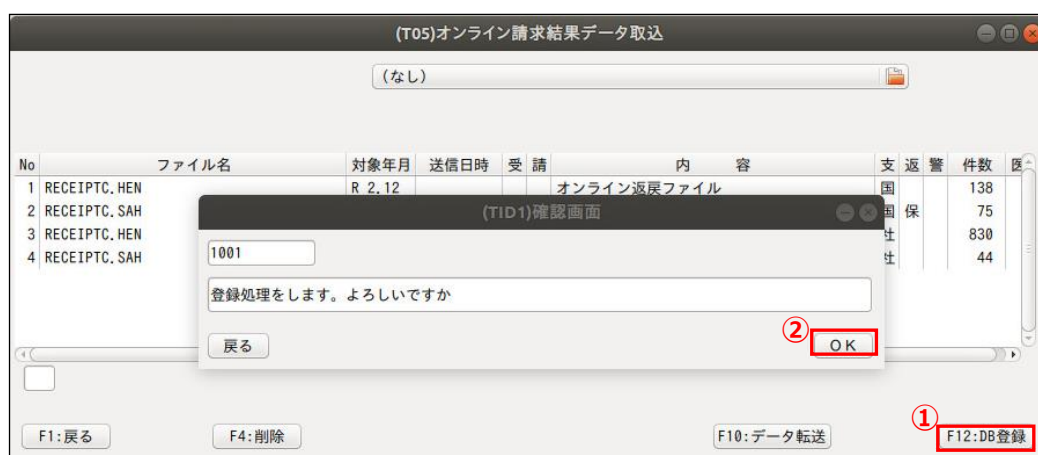 (T05)オンライン請求結果データ取込
(なし)
No ファイル名 対象年月 送信日時 受 請 内 容 支 返 警 件数
1 RECEIPTC.HEN R 2.12 オンライン返戻ファイル 国 138
2 RECEIPTC.SAH 国 保 75
3 RECEIPTC.HEN 社 830
4 RECEIPTC.SAH 社 44
(TID1)確認画面
1001
登録処理をします。よろしいですか
戻る ② OK
①
F1:戻る F4:削除 F10:データ転送 F12:DB登録